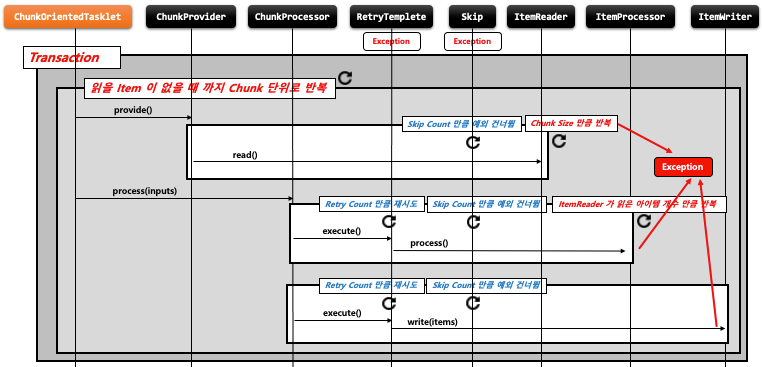 ChunkOrientedTasklet
ChunkProvider
ChunkProcessor
RetryTemplete
Skip
ItemReader
ItemProcessor
ItemWriter
Exception
Exception
Transaction
읽을 Item 이 없을 때 까지 Chunk 단위로 반복
provide()
Skip Count 만큼 예외 건너뜀
Chunk Size 만큼 반복
read()
Exception
process(inputs)
Retry Count 만큼 재시도
Skip Count 만큼 예외 건너뜀
ItemReader 가 읽은 아이템 개수 만큼 반복
execute()
process()
Retry Count 만큼 재시도
Skip Count 만큼 예외 건너뜀
execute()
write(items)